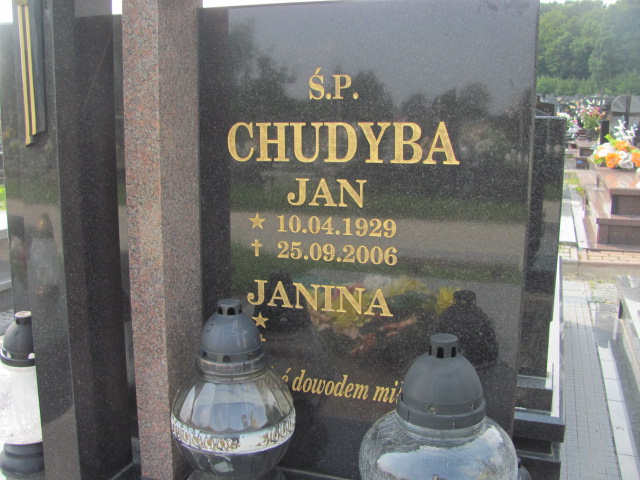 Ś.P.
CHUDYBA
JAN
★ 10.04.1929
✝ 25.09.2006
JANINA
★
dowodem